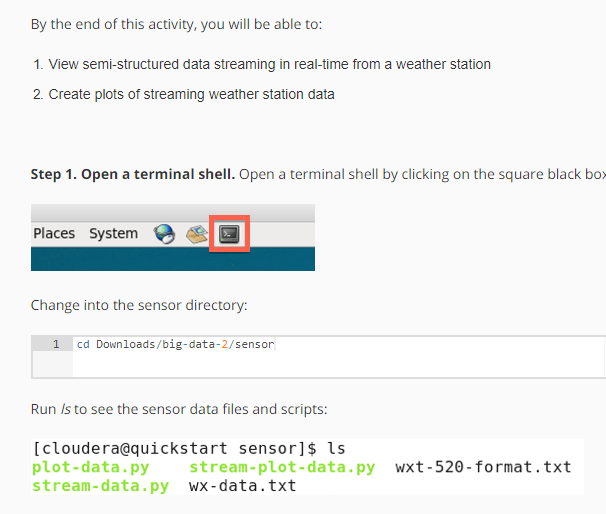 By the end of this activity, you will be able to:
1. View semi-structured data streaming in real-time from a weather station
2. Create plots of streaming weather station data
Step 1. Open a terminal shell. Open a terminal shell by clicking on the square black box
Places System
Change into the sensor directory:
1 cd Downloads/big-data-2/sensor
Run ls to see the sensor data files and scripts:
[cloudera@quickstart sensor]$ ls
plot-data.py stream-plot-data.py wxt-520-format.txt
stream-data.py wx-data.txt